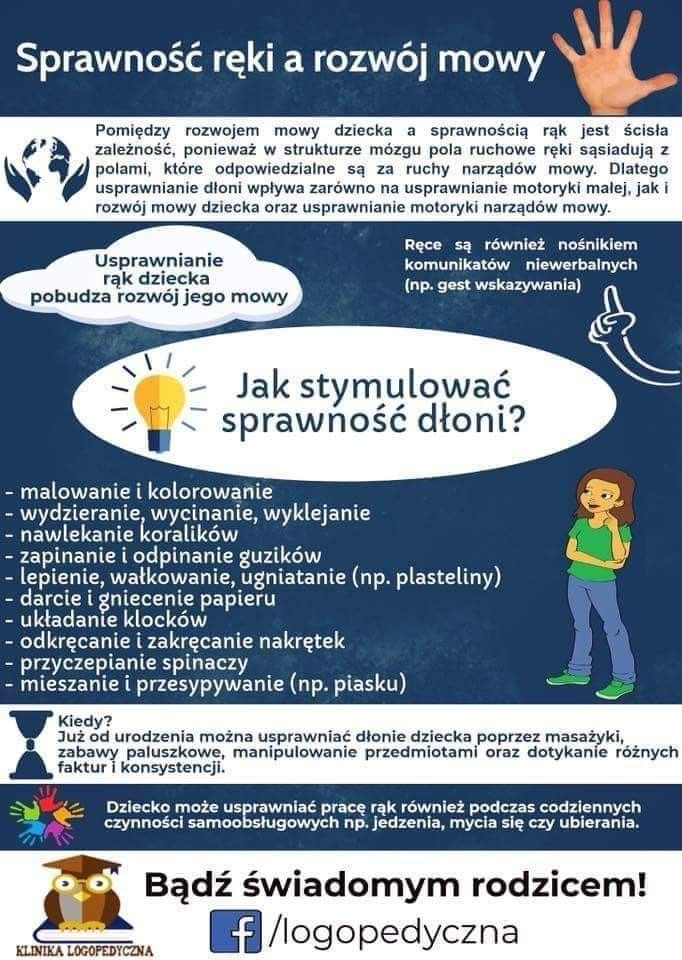 Sprawność ręki a rozwój mowy
Pomiędzy rozwojem mowy dziecka a sprawnością rąk jest ścisła
zależność, ponieważ w strukturze mózgu pola ruchowe ręki sąsiadują z
polami, które odpowiedzialne są za ruchy narządów mowy. Dlatego
usprawnianie dłoni wpływa zarówno na usprawnianie motoryki małej, jak i
rozwój mowy dziecka oraz usprawnianie motoryki narządów mowy.
Usprawnianie
rąk dziecka
pobudza rozwój jego mowy
Ręce są również nośnikiem
komunikatów niewerbalnych
(np. gest wskazywania)
Jak stymulować
sprawność dłoni?
- malowanie i kolorowanie
- wydzieranie, wycinanie, wyklejanie
- nawlekanie koralików
- zapinanie i odpinanie guzików
- lepienie, wałkowanie, ugniatanie (np. plasteliny)
- darcie i gniecenie papieru
- układanie klocków
- odkręcanie i zakręcanie nakrętek
- przyczepianie spinaczy
- mieszanie i przesypywanie (np. piasku)
Kiedy?
Już od urodzenia można usprawniać dłonie dziecka poprzez masażyki,
zabawy paluszkowe, manipulowanie przedmiotami oraz dotykanie różnych
faktur i konsystencji.
Dziecko może usprawniać pracę rąk również podczas codziennych
czynności samoobsługowych np. jedzenia, mycia się czy ubierania.
Bądź świadomym rodzicem!
f /logopedyczna
KLINIKA LOGOPEDYCZNA